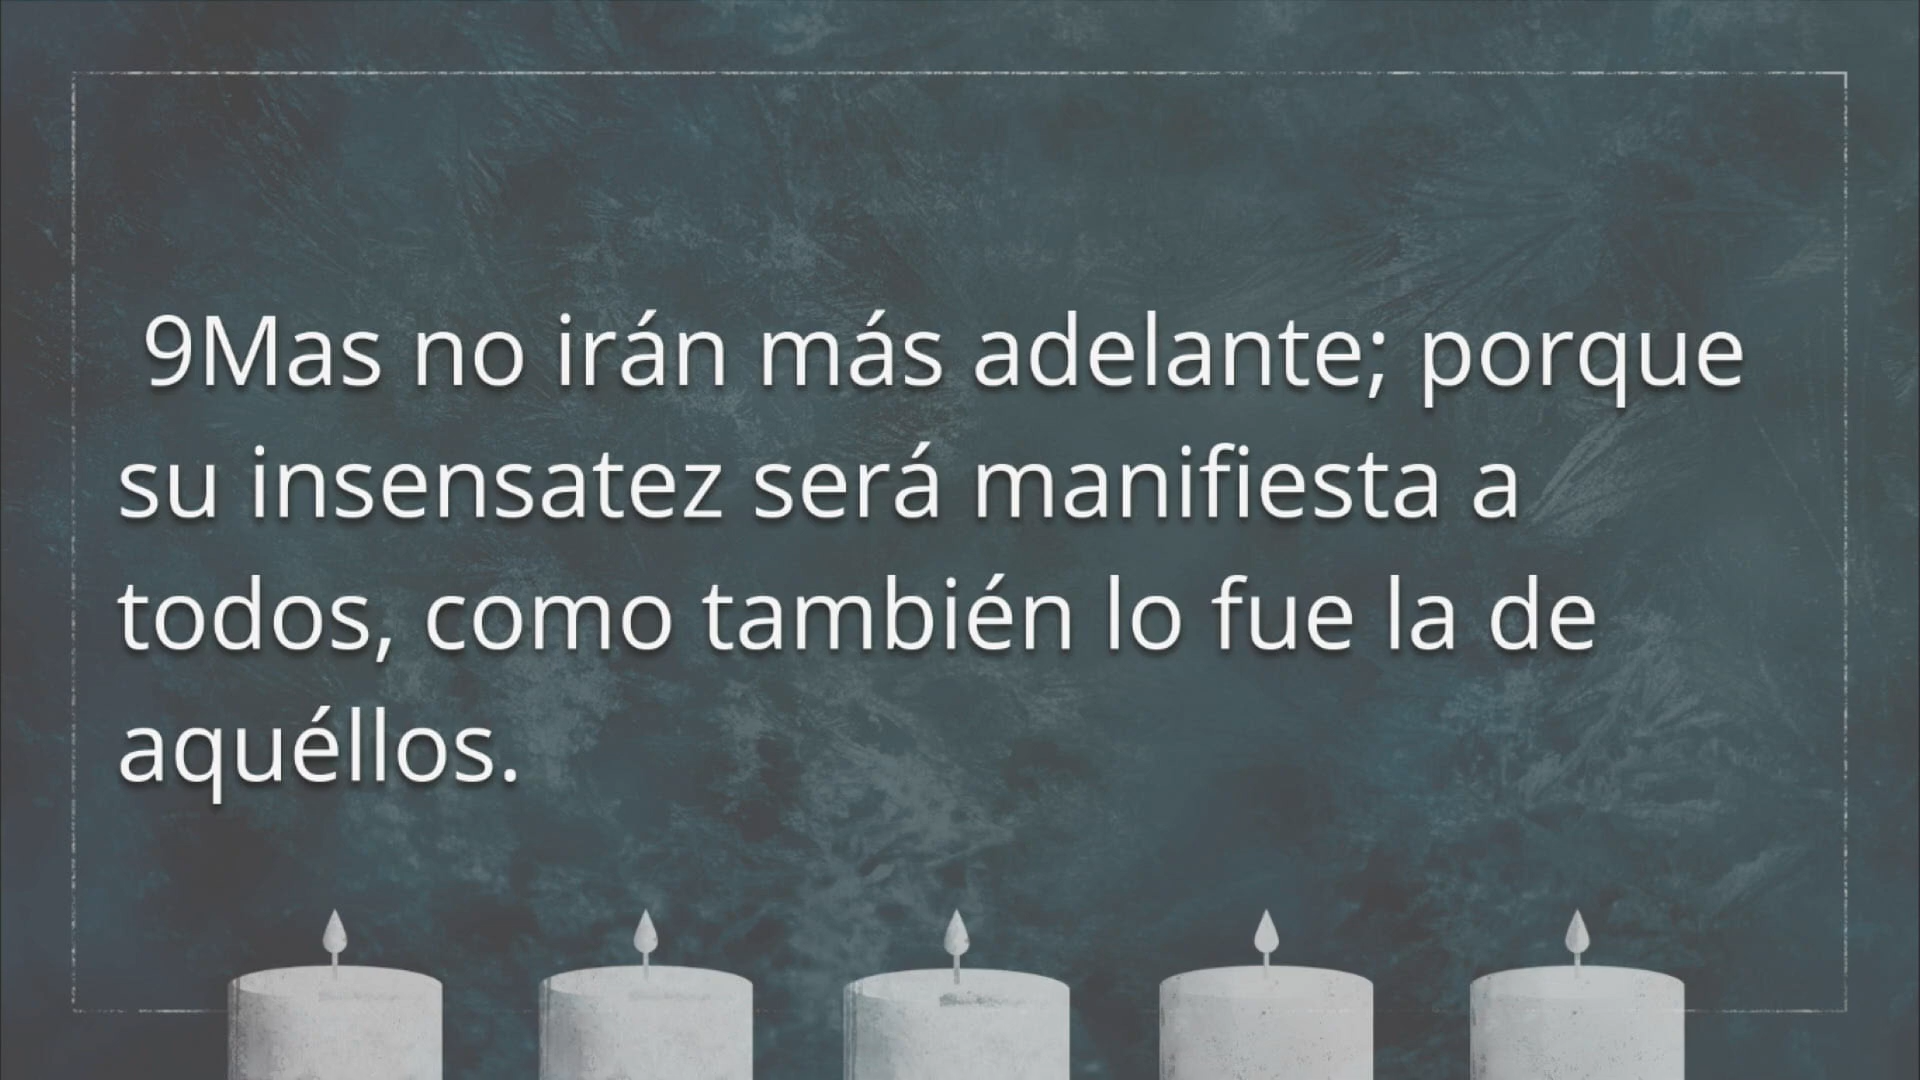 9Mas no irán más adelante; porque
su insensatez será manifiesta a
todos, como también lo fue la de
aquéllos.